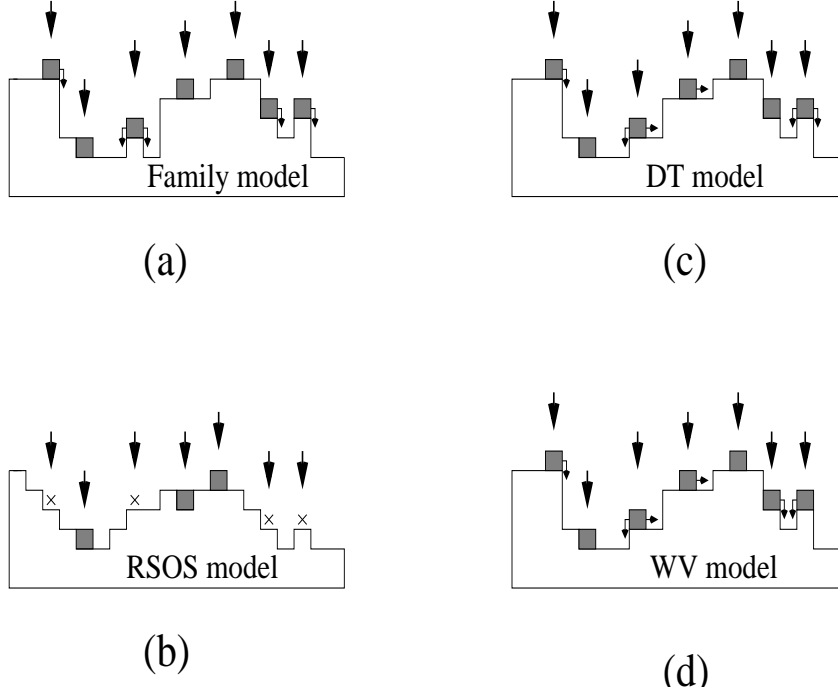 Family model
(a)
DT model
(c)
× ×
× ×
RSOS model
(b)
WV model
(d)